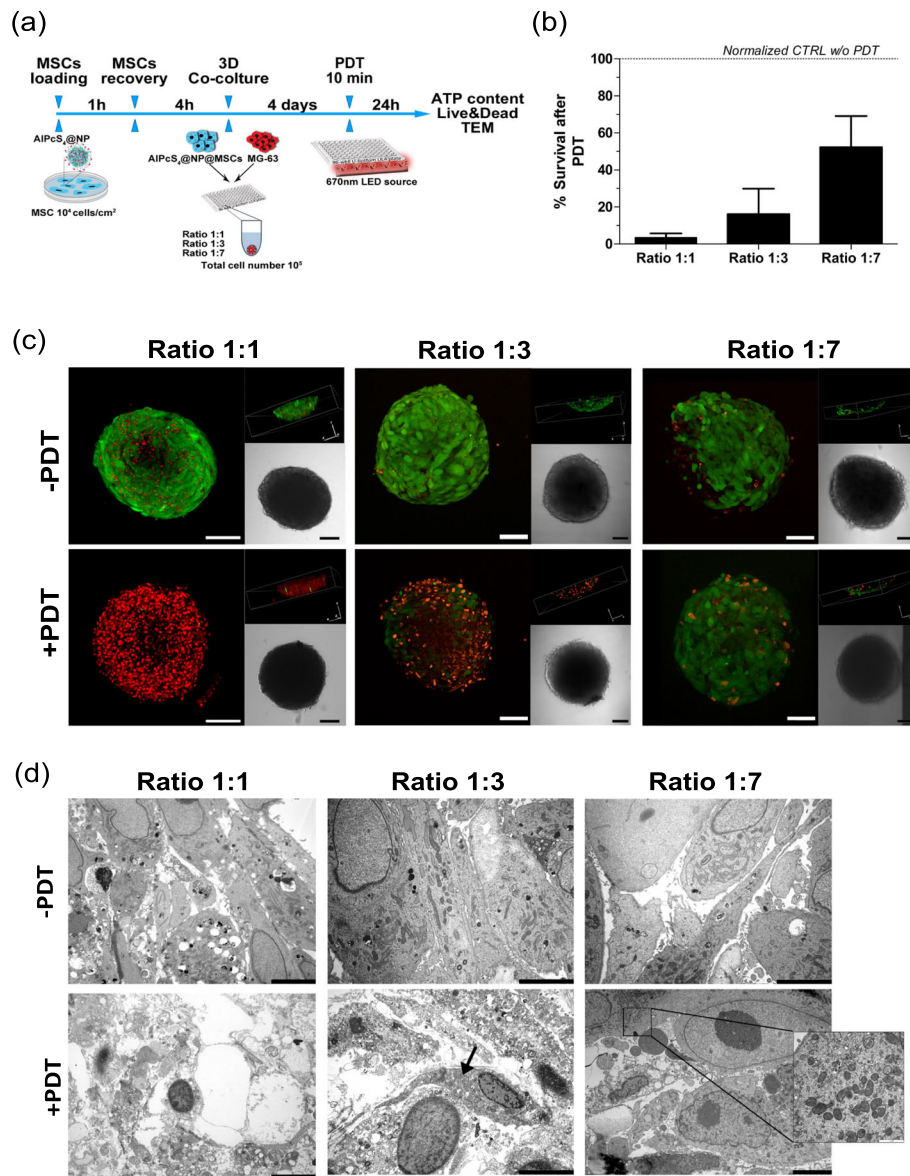 (a)
MSCs loading
MSCs recovery
3D Co-colture
PDT 10 min
1h
4h
4 days
24h
ATP content
Live&Dead
TEM
AlPcS4@NP
MSC 10⁴ cells/cm²
AlPcS4@NP@MSCs
MG-63
Ratio 1:1
Ratio 1:3
Ratio 1:7
Total cell number 10⁵
670nm LED source
(b)
Normalized CTRL w/o PDT
% Survival after PDT
100
80
60
40
20
0
Ratio 1:1
Ratio 1:3
Ratio 1:7
(c)
Ratio 1:1
Ratio 1:3
Ratio 1:7
-PDT
+PDT
(d)
Ratio 1:1
Ratio 1:3
Ratio 1:7
-PDT
+PDT